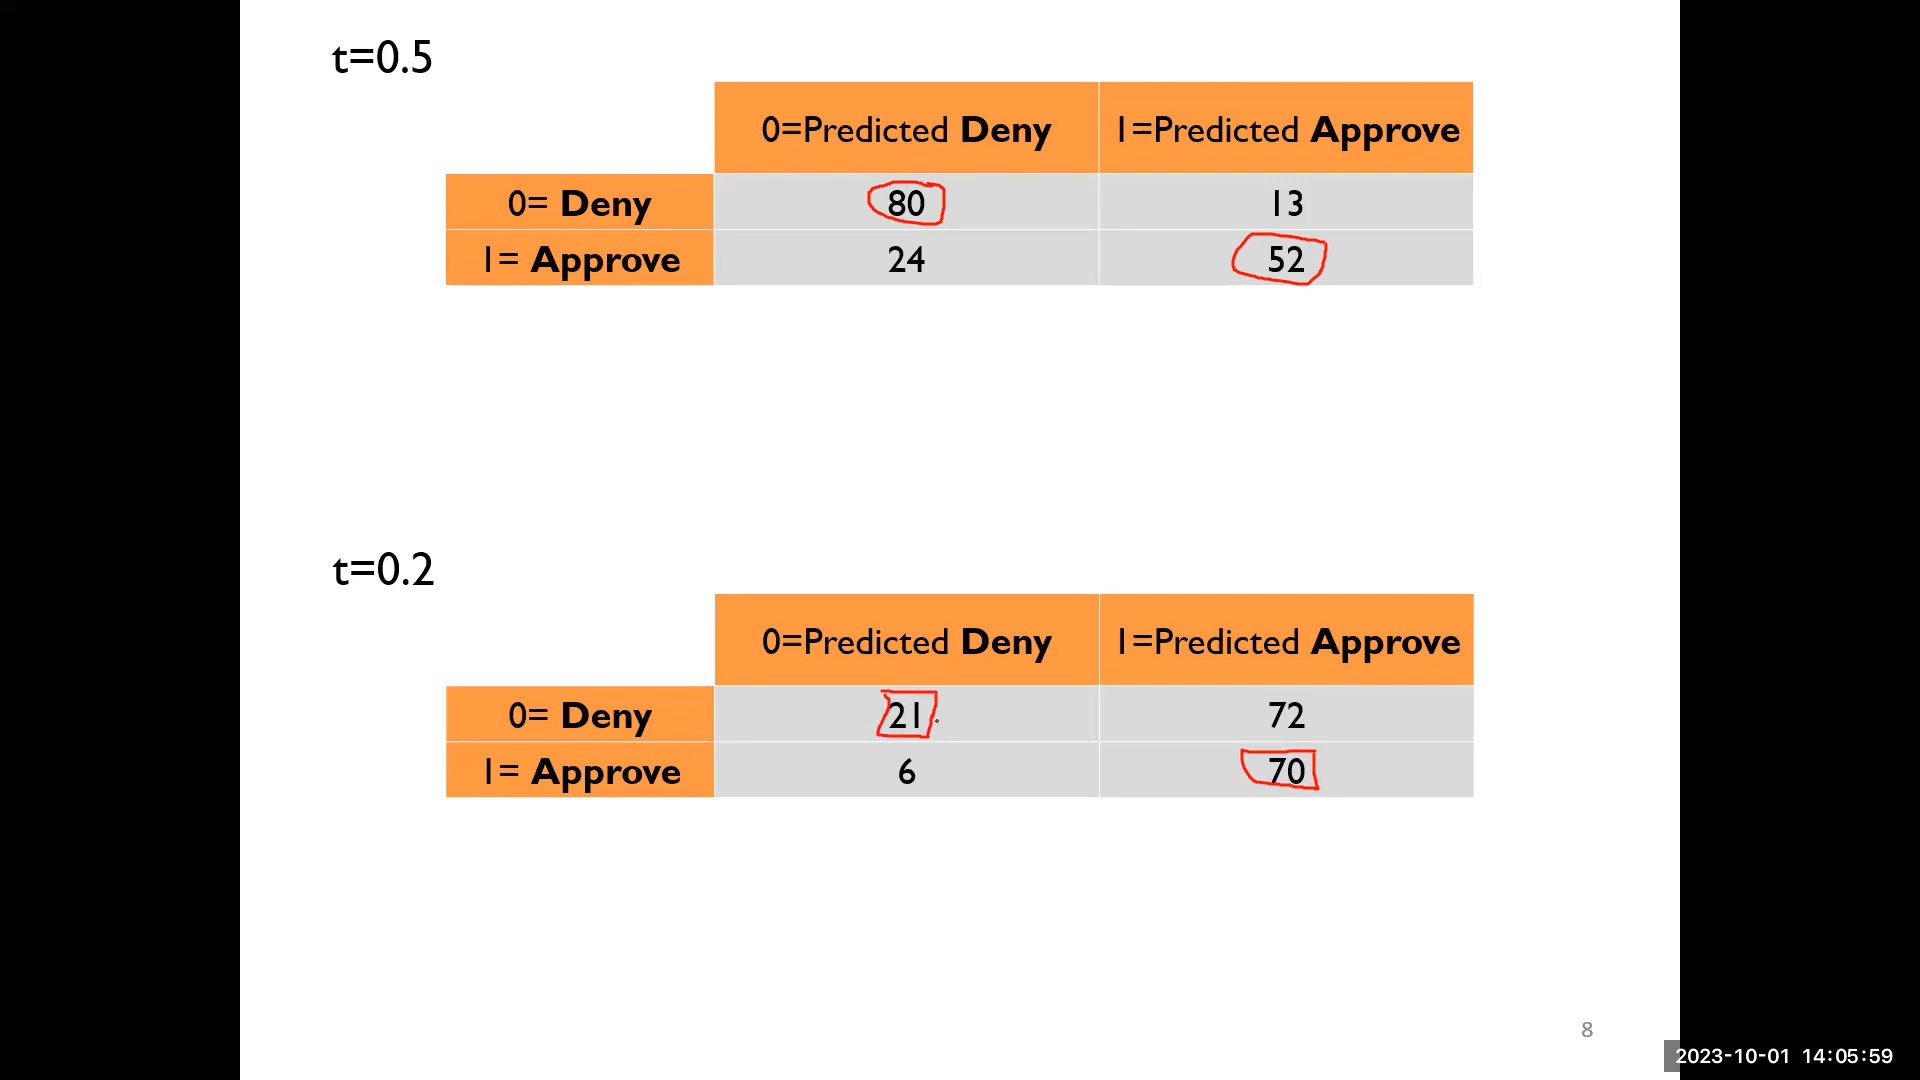 t=0.5
0=Predicted Deny 1=Predicted Approve
0= Deny 80 13
1= Approve 24 52
t=0.2
0=Predicted Deny 1=Predicted Approve
0= Deny 21 72
1= Approve 6 70
8
2023-10-01 14:05:59